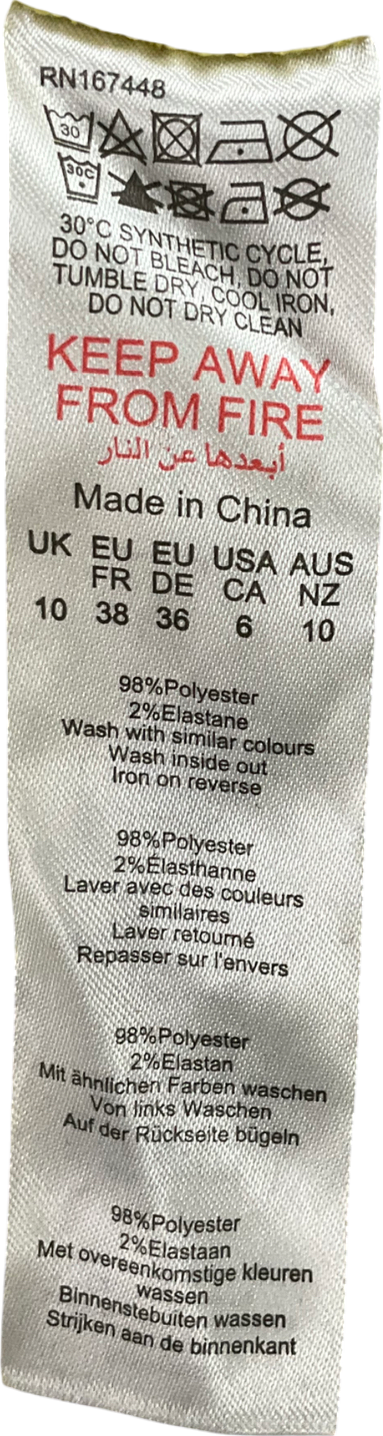 RN167448
30
30C
30°C SYNTHETIC CYCLE,
DO NOT BLEACH, DO NOT
TUMBLE DRY, COOL IRON,
DO NOT DRY CLEAN
KEEP AWAY
FROM FIRE
أبعدها عن النار
Made in China
UK EU EU USA AUS
FR DE CA NZ
10 38 36 6 10
98%Polyester
2%Elastane
Wash with similar colours
Wash inside out
Iron on reverse
98%Polyester
2%Élasthanne
Laver avec des couleurs
similaires
Laver retourné
Repasser sur l'envers
98%Polyester
2%Elastan
Mit ähnlichen Farben waschen
Von links Waschen
Auf der Rückseite bügeln
98%Polyester
2%Elastaan
Met overeenkomstige kleuren
wassen
Binnenstebuiten wassen
Strijken aan de binnenkant